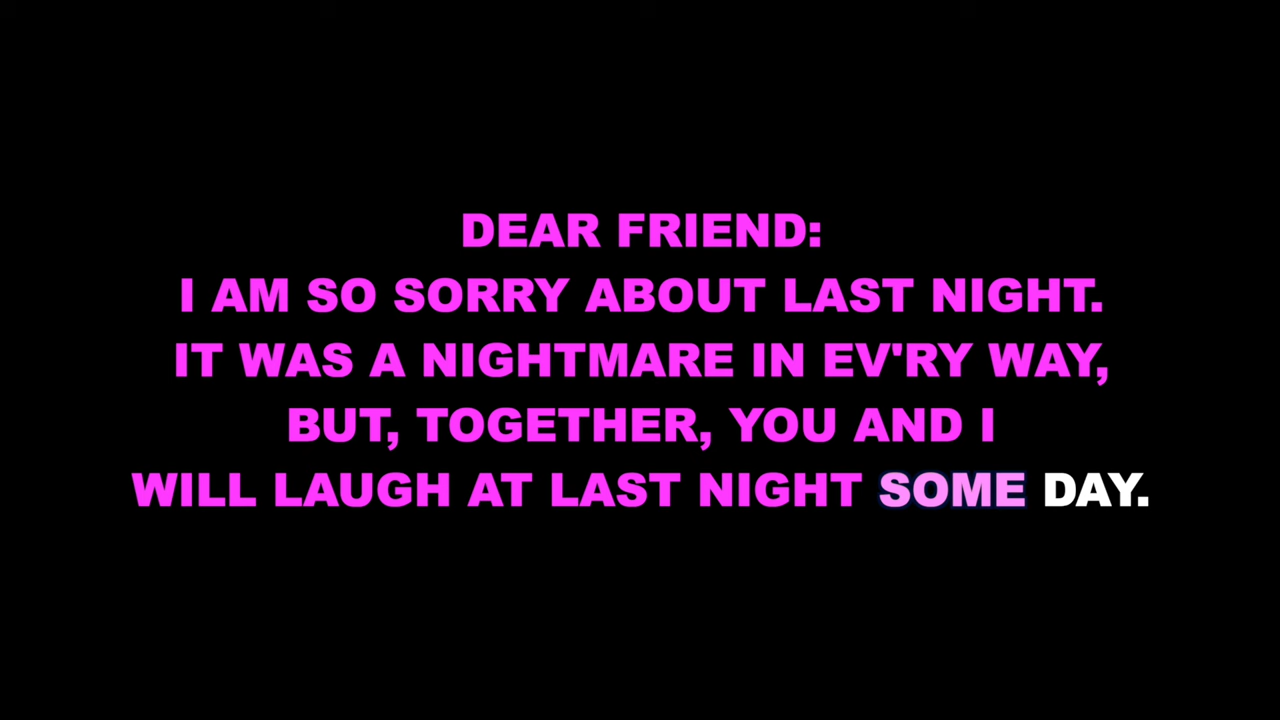 DEAR FRIEND:
I AM SO SORRY ABOUT LAST NIGHT.
IT WAS A NIGHTMARE IN EV'RY WAY,
BUT, TOGETHER, YOU AND I
WILL LAUGH AT LAST NIGHT SOME DAY.